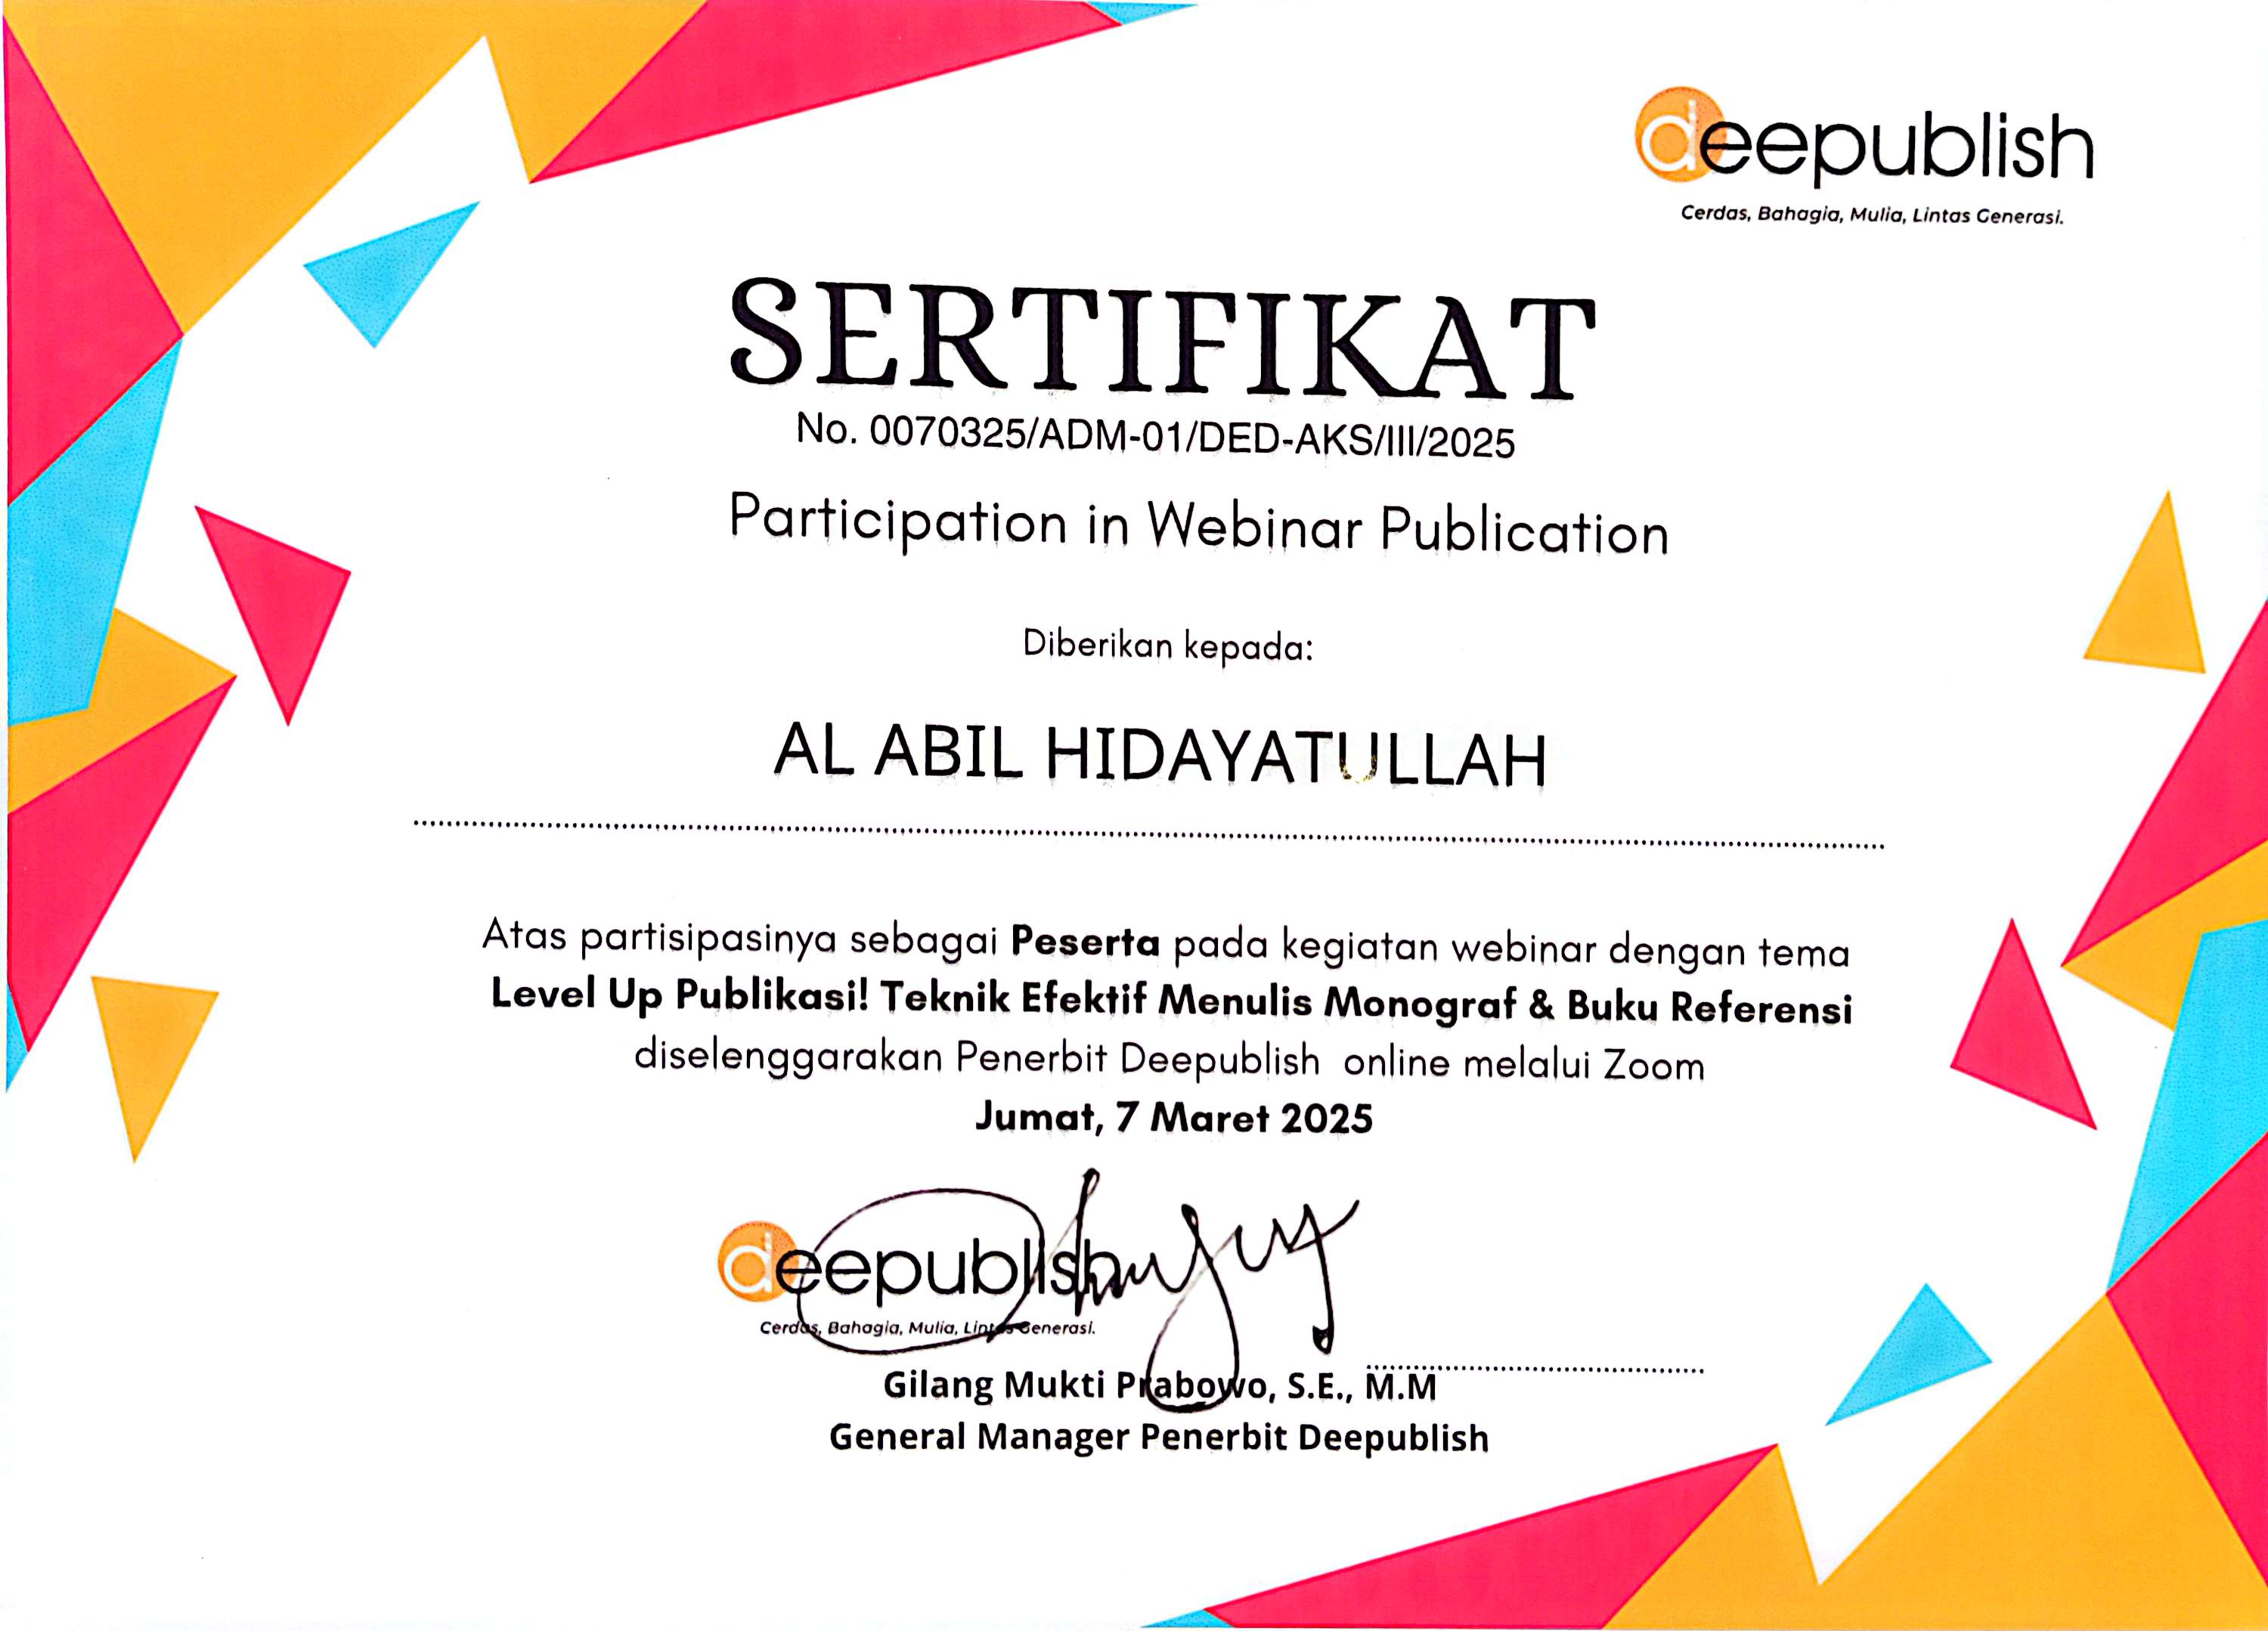 deepublish
Cerdas, Bahagia, Mulia, Lintas Generasi.
SERTIFIKAT
No. 0070325/ADM-01/DED-AKS/III/2025
Participation in Webinar Publication
Diberikan kepada:
AL ABIL HIDAYATULLAH
Atas partisipasinya sebagai Peserta pada kegiatan webinar dengan tema
Level Up Publikasi! Teknik Efektif Menulis Monograf & Buku Referensi
diselenggarakan Penerbit Deepublish online melalui Zoom
Jumat, 7 Maret 2025
deepublish
Cerdas, Bahagia, Mulia, Lintas Generasi.
Gilang Mukti Prabowo, S.E., M.M
General Manager Penerbit Deepublish